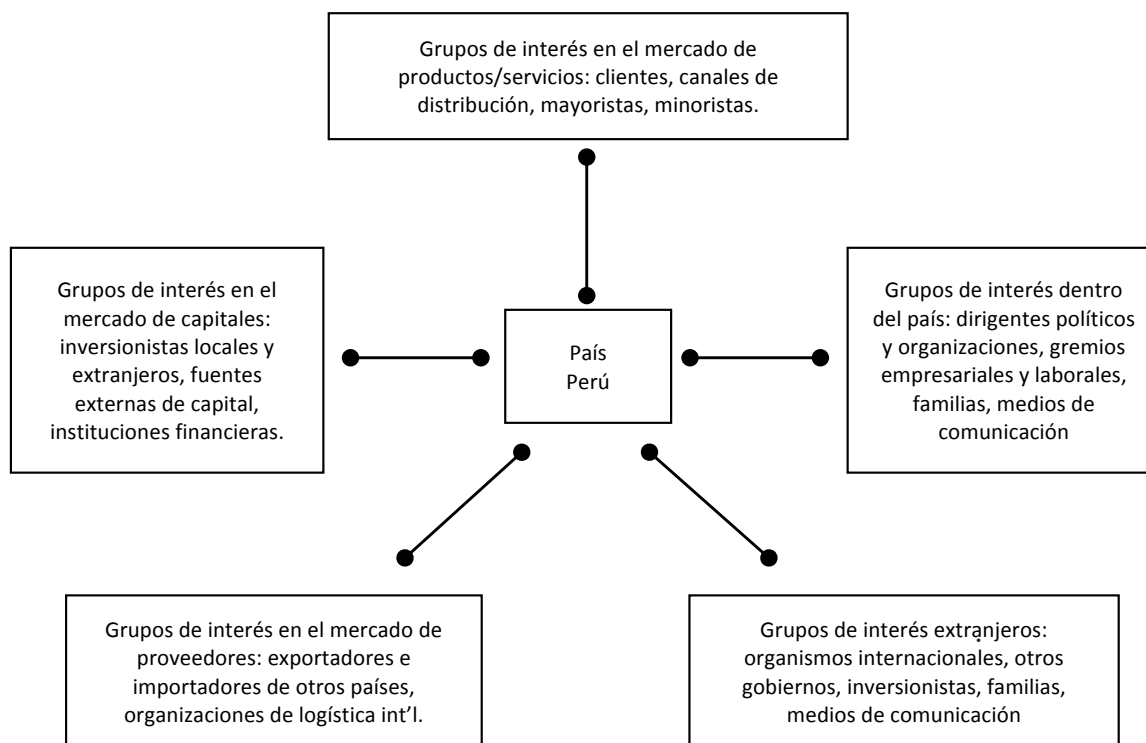 Grupos de interés en el mercado de
productos/servicios: clientes, canales de
distribución, mayoristas, minoristas.
Grupos de interés en el
mercado de capitales:
inversionistas locales y
extranjeros, fuentes
externas de capital,
instituciones financieras.
País
Perú
Grupos de interés dentro
del país: dirigentes políticos
y organizaciones, gremios
empresariales y laborales,
familias, medios de
comunicación
Grupos de interés en el mercado de
proveedores: exportadores e
importadores de otros países,
organizaciones de logística int’l.
Grupos de interés extranjeros:
organismos internacionales, otros
gobiernos, inversionistas, familias,
medios de comunicación